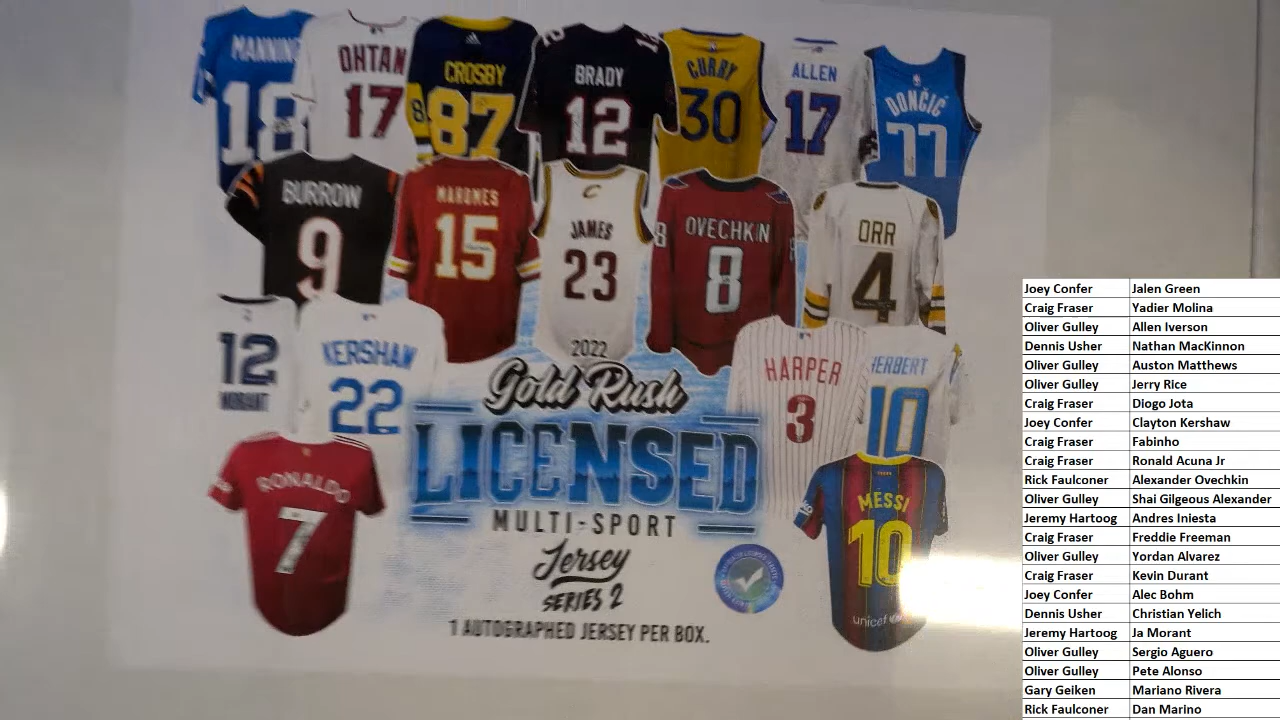 MANNING OHTAN CROSBY BRADY CURRY ALLEN DONČIĆ
18 17 87 12 30 17 77
BURROW MAHOMES JAMES OVECHKIN ORR
9 15 23 8 4
12 KERSHAW HARPER HERBERT
MORANT 22 3 10
2022
Gold Rush
LICENSED
MULTI-SPORT
Jersey
SERIES 2
1 AUTOGRAPHED JERSEY PER BOX.
RONALDO
7
MESSI
10
unicef
Joey Confer Jalen Green
Craig Fraser Yadier Molina
Oliver Gulley Allen Iverson
Dennis Usher Nathan MacKinnon
Oliver Gulley Auston Matthews
Oliver Gulley Jerry Rice
Craig Fraser Diogo Jota
Joey Confer Clayton Kershaw
Craig Fraser Fabinho
Craig Fraser Ronald Acuna Jr
Rick Faulconer Alexander Ovechkin
Oliver Gulley Shai Gilgeous Alexander
Jeremy Hartoog Andres Iniesta
Craig Fraser Freddie Freeman
Oliver Gulley Yordan Alvarez
Craig Fraser Kevin Durant
Joey Confer Alec Bohm
Dennis Usher Christian Yelich
Jeremy Hartoog Ja Morant
Oliver Gulley Sergio Aguero
Oliver Gulley Pete Alonso
Gary Geiken Mariano Rivera
Rick Faulconer Dan Marino